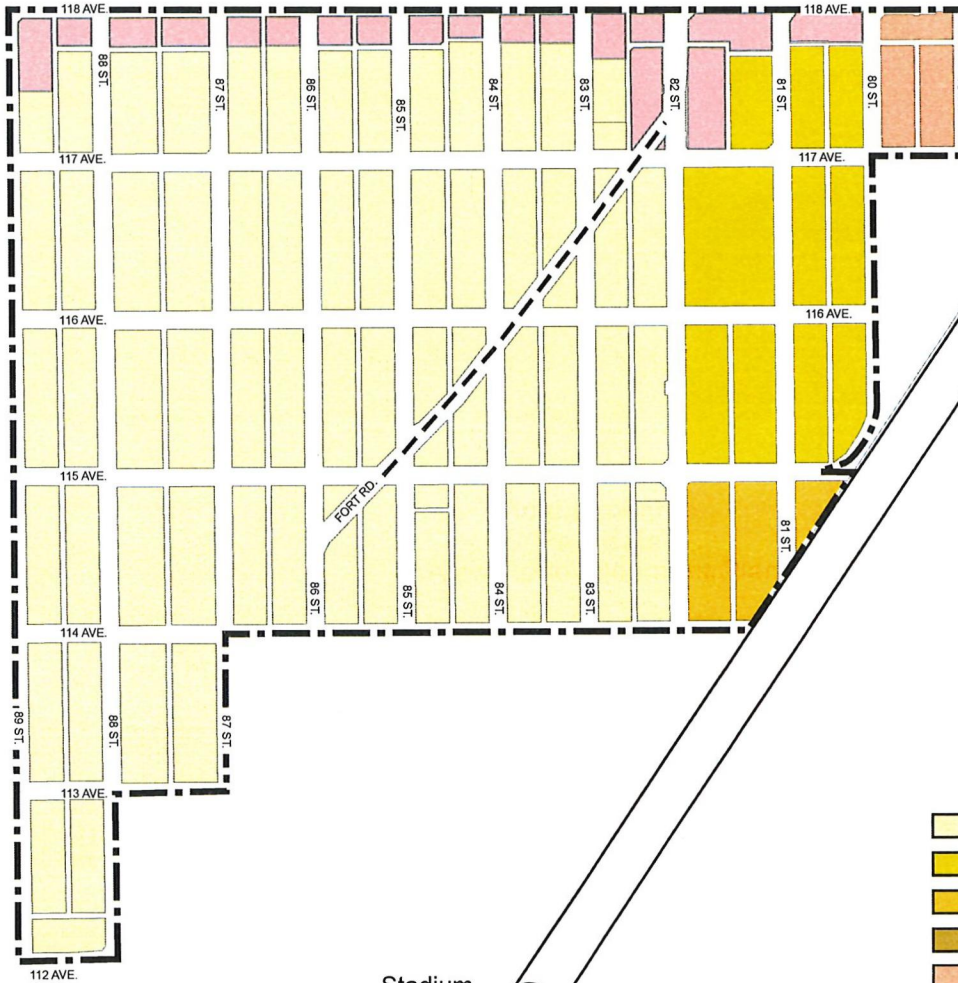 118 AVE.
118 AVE.
88 ST.
87 ST.
86 ST.
85 ST.
84 ST.
83 ST.
82 ST.
81 ST.
80 ST.
117 AVE.
117 AVE.
116 AVE.
116 AVE.
115 AVE.
FORT RD.
81 ST.
86 ST.
85 ST.
84 ST.
83 ST.
114 AVE.
89 ST.
88 ST.
87 ST.
113 AVE.
112 AVE.
Stadium